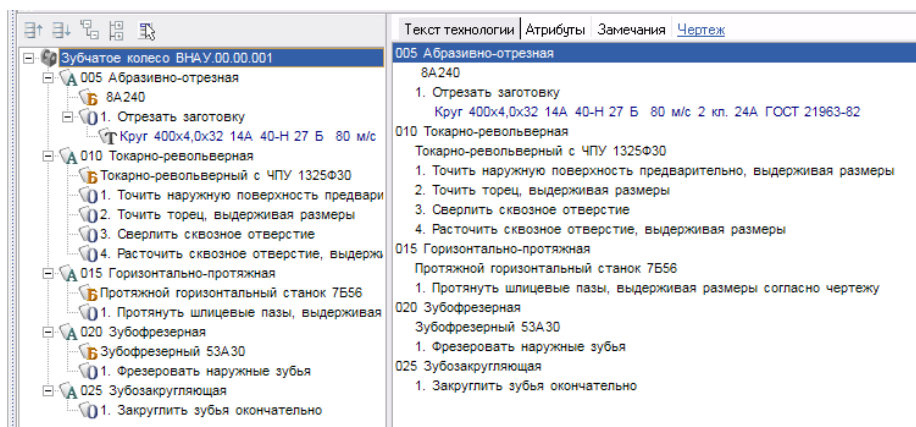 Текст технологии Атрибуты Замечания Чертеж
Зубчатое колесо ВНАУ.00.00.001
А 005 Абразивно-отрезная
Б 8А240
О 1. Отрезать заготовку
Т Круг 400х4,0х32 14А 40-Н 27 Б 80 м/с
А 010 Токарно-револьверная
Б Токарно-револьверный с ЧПУ 1325Ф30
О 1. Точить наружную поверхность предвари
О 2. Точить торец, выдерживая размеры
О 3. Сверлить сквозное отверстие
О 4. Расточить сквозное отверстие, выдержи
А 015 Горизонтально-протяжная
Б Протяжной горизонтальный станок 7Б56
О 1. Протянуть шлицевые пазы, выдерживая
А 020 Зубофрезерная
Б Зубофрезерный 53А30
О 1. Фрезеровать наружные зубья
А 025 Зубозакругляющая
О 1. Закруглить зубья окончательно
005 Абразивно-отрезная
8А240
1. Отрезать заготовку
Круг 400х4,0х32 14А 40-Н 27 Б 80 м/с 2 кл. 24А ГОСТ 21963-82
010 Токарно-револьверная
Токарно-револьверный с ЧПУ 1325Ф30
1. Точить наружную поверхность предварительно, выдерживая размеры
2. Точить торец, выдерживая размеры
3. Сверлить сквозное отверстие
4. Расточить сквозное отверстие, выдерживая размеры
015 Горизонтально-протяжная
Протяжной горизонтальный станок 7Б56
1. Протянуть шлицевые пазы, выдерживая размеры согласно чертежу
020 Зубофрезерная
Зубофрезерный 53А30
1. Фрезеровать наружные зубья
025 Зубозакругляющая
1. Закруглить зубья окончательно